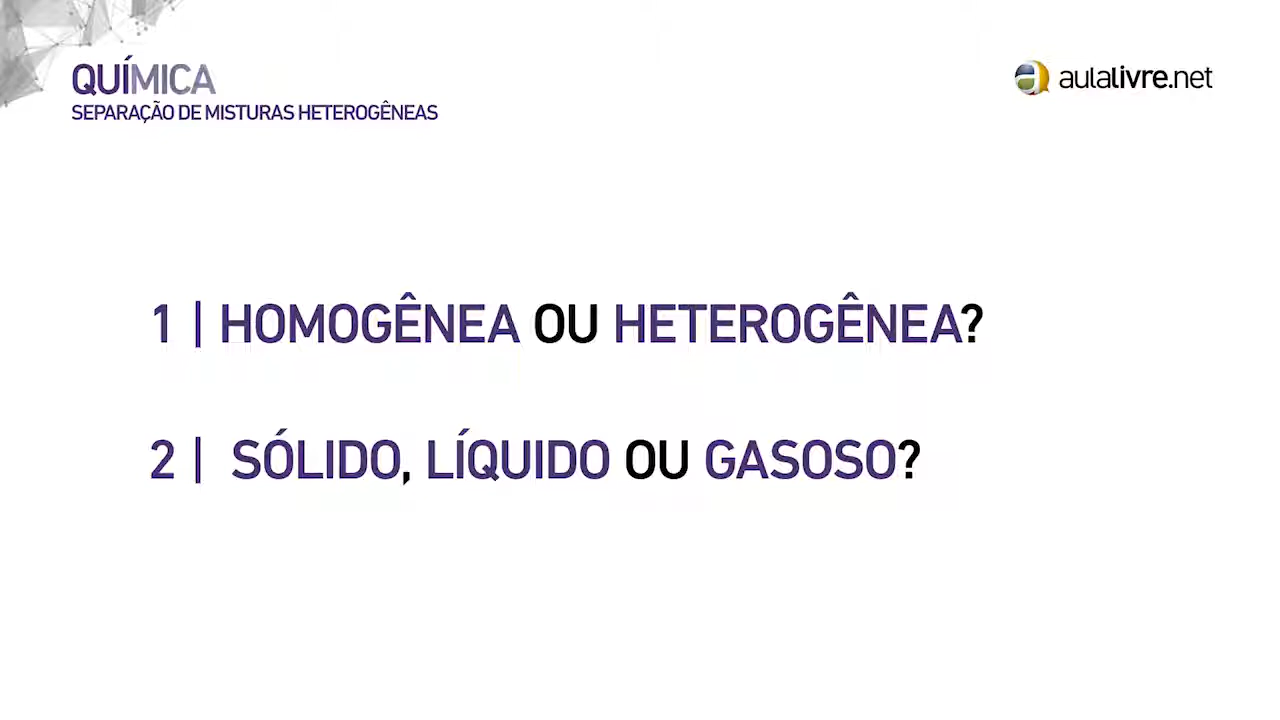 QUÍMICA
SEPARAÇÃO DE MISTURAS HETEROGÊNEAS
aulalivre.net
1 | HOMOGÊNEA OU HETEROGÊNEA?
2 | SÓLIDO, LÍQUIDO OU GASOSO?